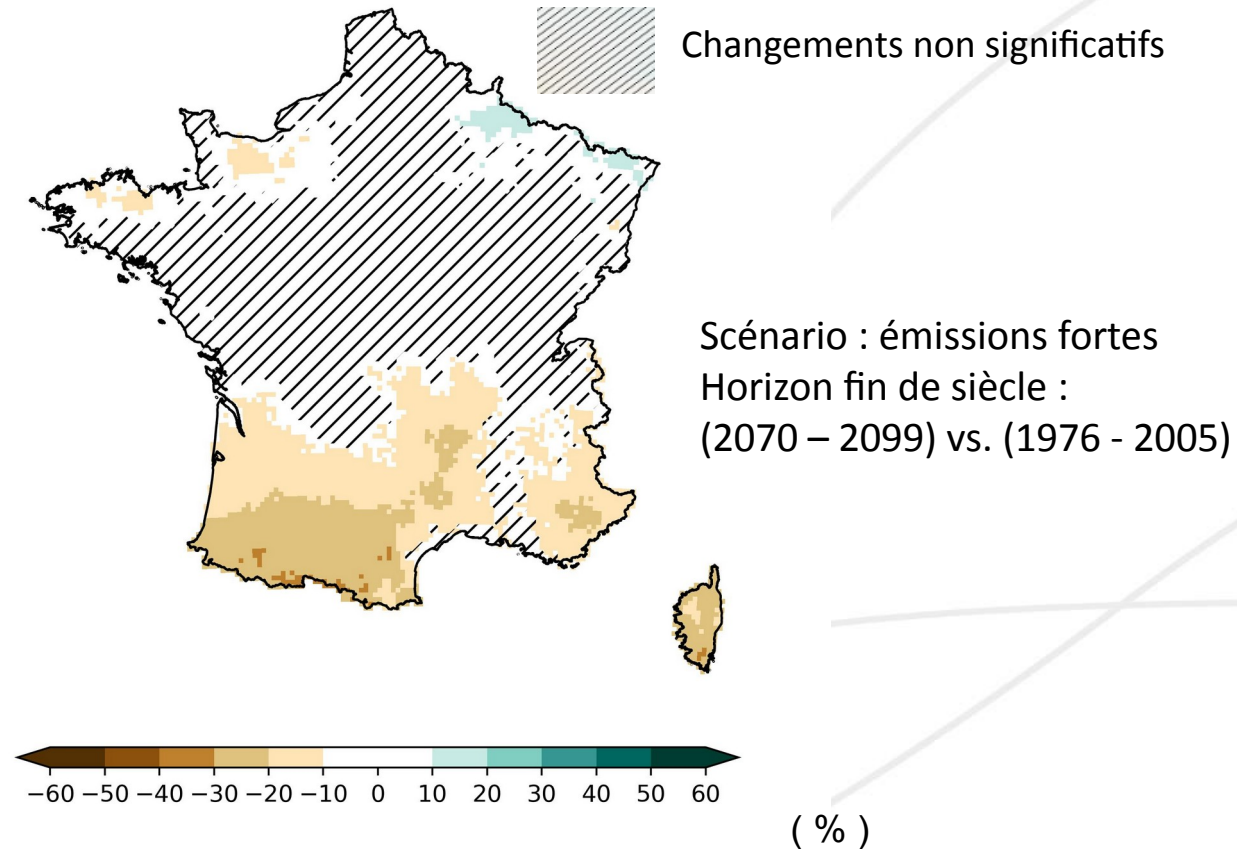 Changements non significatifs
Scénario : émissions fortes
Horizon fin de siècle :
(2070 – 2099) vs. (1976 - 2005)
−60 −50 −40 −30 −20 −10 0 10 20 30 40 50 60
( % )